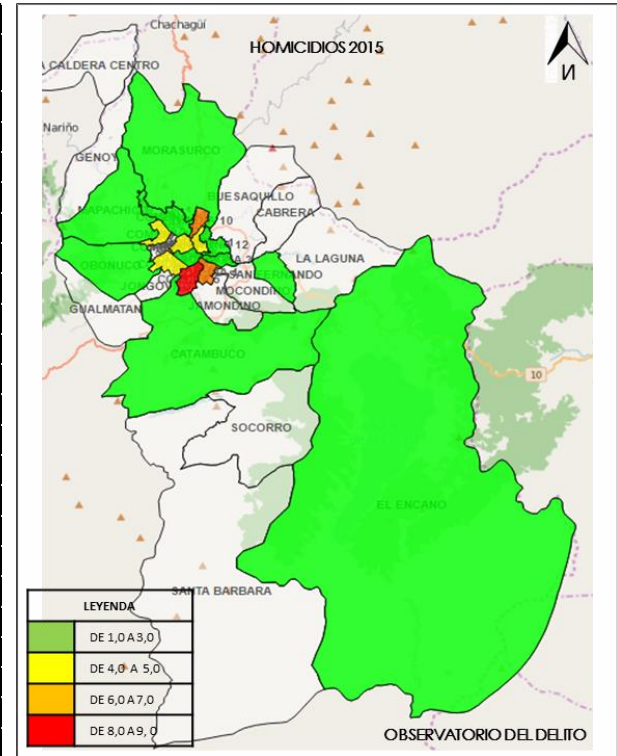 Chachagüí
HOMICIDIOS 2015
И
A CALDERA CENTRO
Nariño
GENOY
MORASURCO
BUESAQUILLO
MAPACHICO
10
CABRERA
12
LA LAGUNA
OBONUCO
SAN FERNANDO
JONGOV
MOCONDINO
GUALMATAN
JAMONDINO
CATAMBUCO
10
SOCORRO
EL ENCANO
SANTA BARBARA
LEYENDA
DE 1,0 A 3,0
DE 4,0 A 5,0
DE 6,0 A 7,0
DE 8,0 A 9,0
OBSERVATORIO DEL DELITO